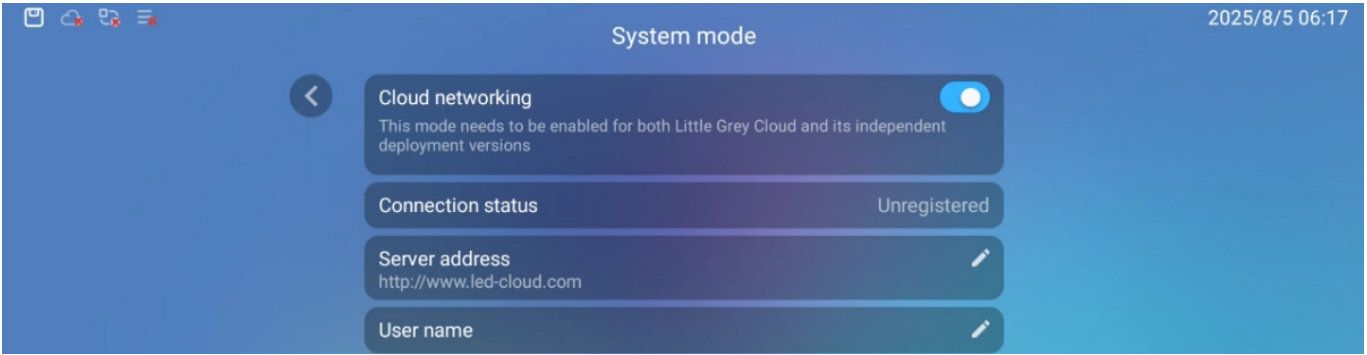 2025/8/5 06:17
System mode
Cloud networking
This mode needs to be enabled for both Little Grey Cloud and its independent
deployment versions
Connection status
Unregistered
Server address
http://www.led-cloud.com
User name